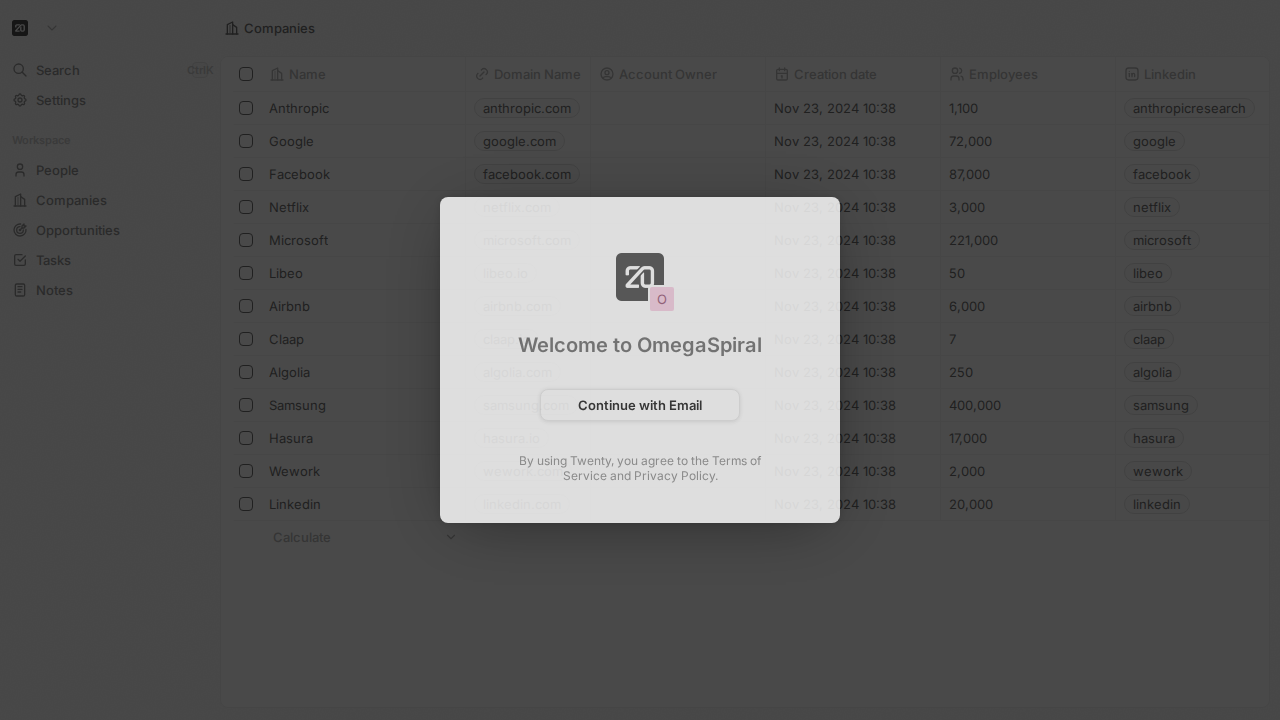 20
Companies
Search
CtrlK
Settings
Workspace
People
Companies
Opportunities
Tasks
Notes
Name Domain Name Account Owner Creation date Employees Linkedin
Anthropic anthropic.com Nov 23, 2024 10:38 1,100 anthropicresearch
Google google.com Nov 23, 2024 10:38 72,000 google
Facebook facebook.com Nov 23, 2024 10:38 87,000 facebook
Netflix netflix.com Nov 23, 2024 10:38 3,000 netflix
Microsoft microsoft.com Nov 23, 2024 10:38 221,000 microsoft
Libeo libeo.io Nov 23, 2024 10:38 50 libeo
Airbnb airbnb.com Nov 23, 2024 10:38 6,000 airbnb
Claap Nov 23, 2024 10:38 7 claap
Algolia algolia.com Nov 23, 2024 10:38 250 algolia
Samsung samsung.com Nov 23, 2024 10:38 400,000 samsung
Hasura hasura.io Nov 23, 2024 10:38 17,000 hasura
Wework wework.com Nov 23, 2024 10:38 2,000 wework
Linkedin linkedin.com Nov 23, 2024 10:38 20,000 linkedin
Calculate
20
O
Welcome to OmegaSpiral
Continue with Email
By using Twenty, you agree to the Terms of
Service and Privacy Policy.